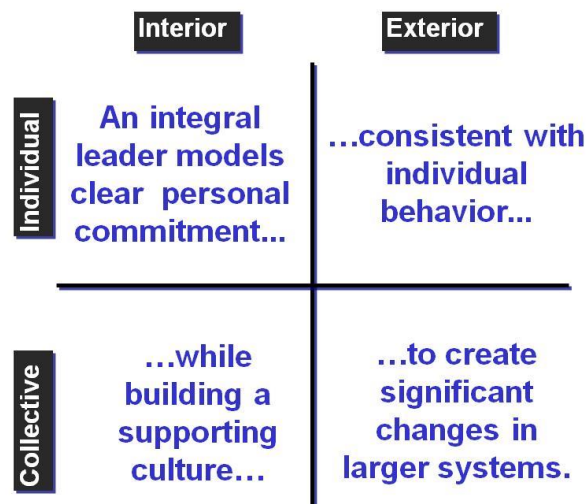 Interior
Exterior
Individual
An integral
leader models
clear personal
commitment...
...consistent with
individual
behavior...
Collective
...while
building a
supporting
culture...
...to create
significant
changes in
larger systems.